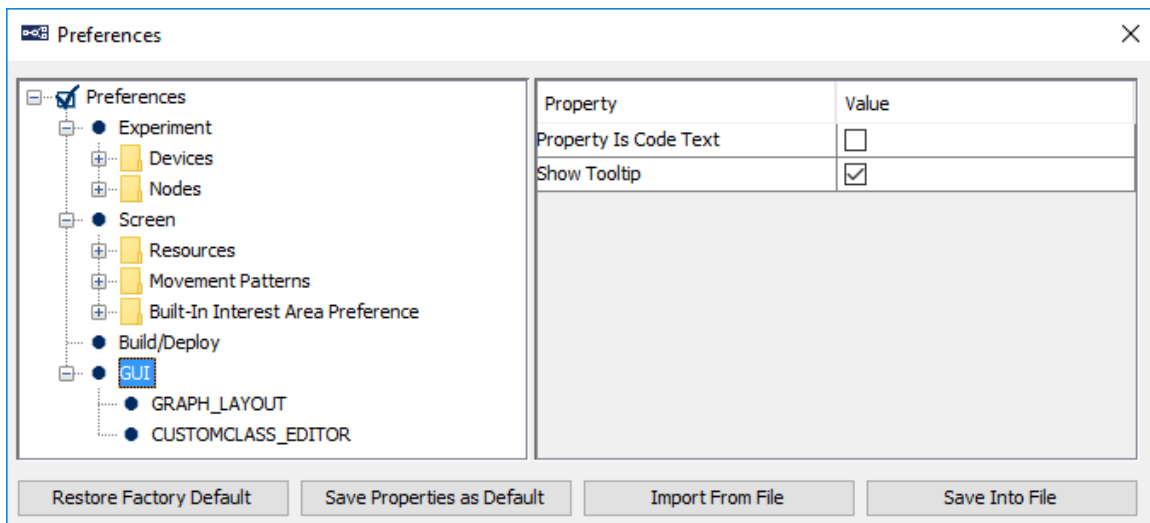 Preferences
Preferences
Experiment
Devices
Nodes
Screen
Resources
Movement Patterns
Built-In Interest Area Preference
Build/Deploy
GUI
GRAPH_LAYOUT
CUSTOMCLASS_EDITOR
Property Value
Property Is Code Text
Show Tooltip
Restore Factory Default Save Properties as Default Import From File Save Into File